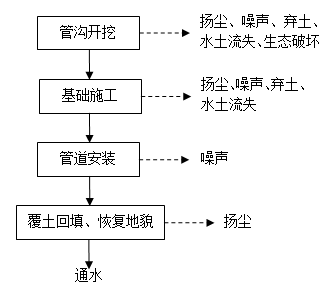 管沟开挖
扬尘、噪声、弃土、
水土流失、生态破坏
基础施工
扬尘、噪声、弃土、
水土流失
管道安装
噪声
覆土回填、恢复地貌
扬尘
通水